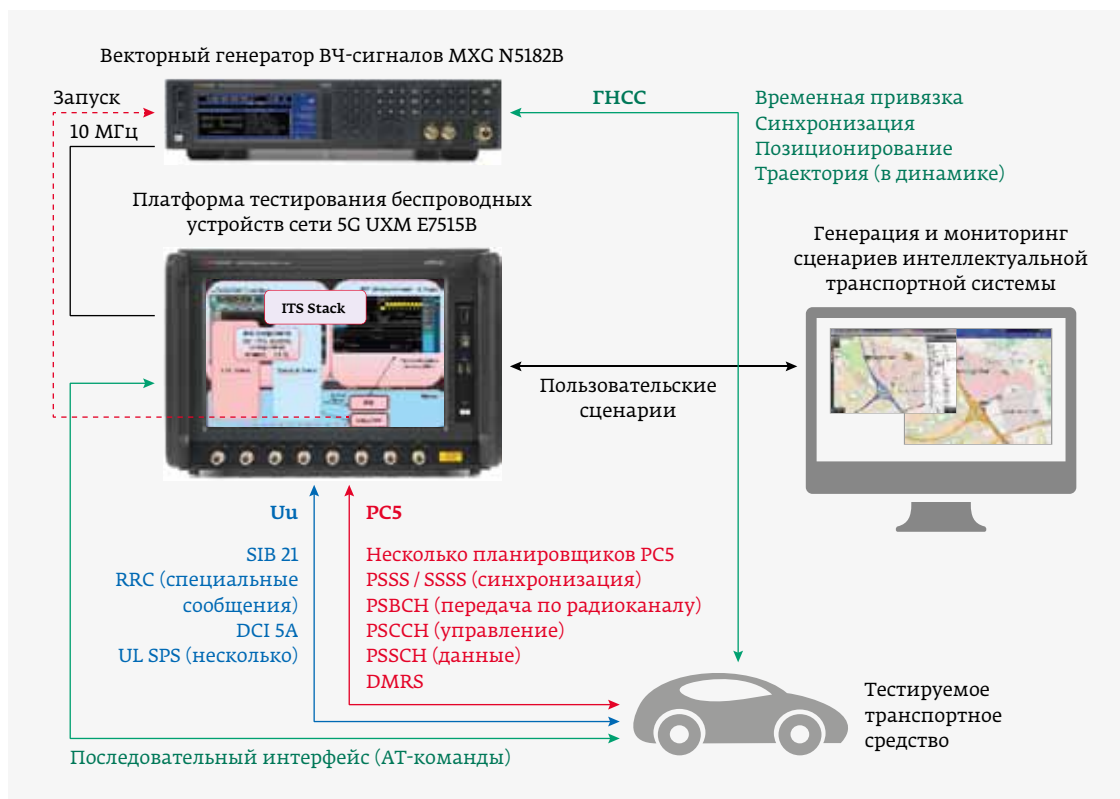 Векторный генератор ВЧ-сигналов MXG N5182B
Запуск
10 МГц
ГНСС
Временная привязка
Синхронизация
Позиционирование
Траектория (в динамике)
Платформа тестирования беспроводных
устройств сети 5G UXM E7515B
ITS Stack
Генерация и мониторинг
сценариев интеллектуальной
транспортной системы
Пользовательские
сценарии
Uu
SIB 21
RRC (специальные
сообщения)
DCI 5A
UL SPS (несколько)
PC5
Несколько планировщиков PC5
PSSS / SSSS (синхронизация)
PSBCH (передача по радиоканалу)
PSCCH (управление)
PSSCH (данные)
DMRS
Тестируемое
транспортное
средство
Последовательный интерфейс (АТ-команды)